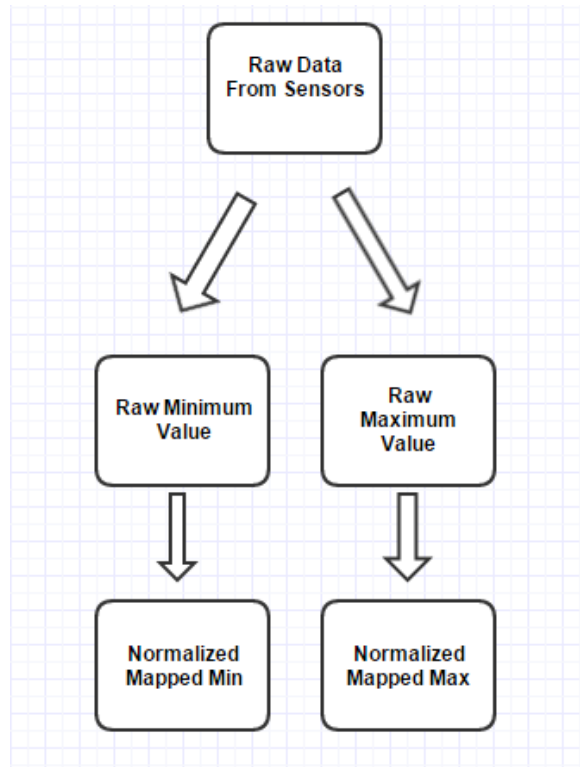 Raw Data
From Sensors
Raw Minimum
Value
Raw
Maximum
Value
Normalized
Mapped Min
Normalized
Mapped Max